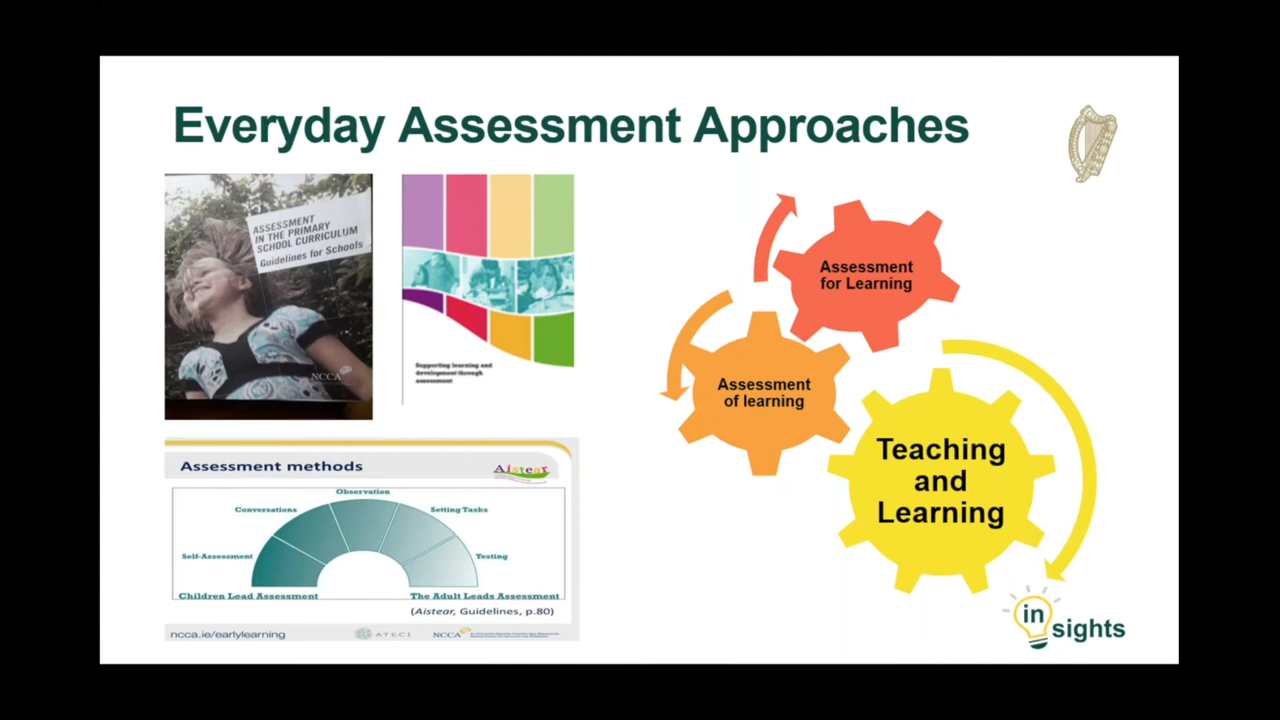 Everyday Assessment Approaches
ASSESSMENT
IN THE PRIMARY
SCHOOL CURRICULUM
Guidelines for Schools
NCCA
Supporting learning and
development through
assessment
Assessment
for Learning
Assessment
of learning
Teaching
and
Learning
Assessment methods
Aistear
Observation
Conversations
Setting Tasks
Self-Assessment
Testing
Children Lead Assessment
The Adult Leads Assessment
(Aistear, Guidelines, p.80)
ncca.ie/earlylearning
ATECI
NCCA
in
sights